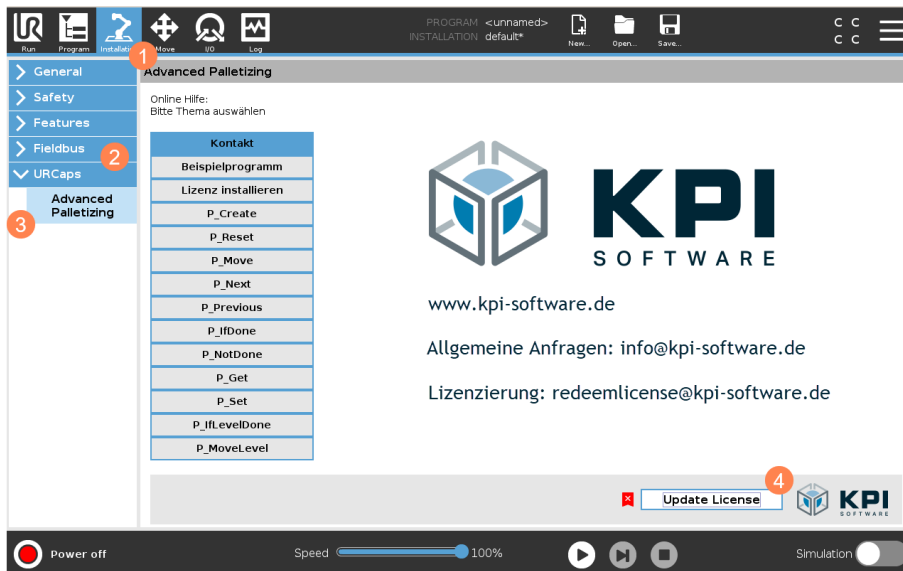 PROGRAM <unnamed>
INSTALLATION default*
Run Program Installatio Move I/O Log New... Open... Save...
C C
C C
1
General
Safety
Features
Fieldbus
2
URCaps
Advanced
Palletizing
3
Advanced Palletizing
Online Hilfe:
Bitte Thema auswählen
Kontakt
Beispielprogramm
Lizenz installieren
P_Create
P_Reset
P_Move
P_Next
P_Previous
P_IfDone
P_NotDone
P_Get
P_Set
P_IfLevelDone
P_MoveLevel
KPI
SOFTWARE
www.kpi-software.de
Allgemeine Anfragen: info@kpi-software.de
Lizenzierung: redeemlicense@kpi-software.de
4
Update License
KPI
SOFTWARE
Power off
Speed 100%
Simulation